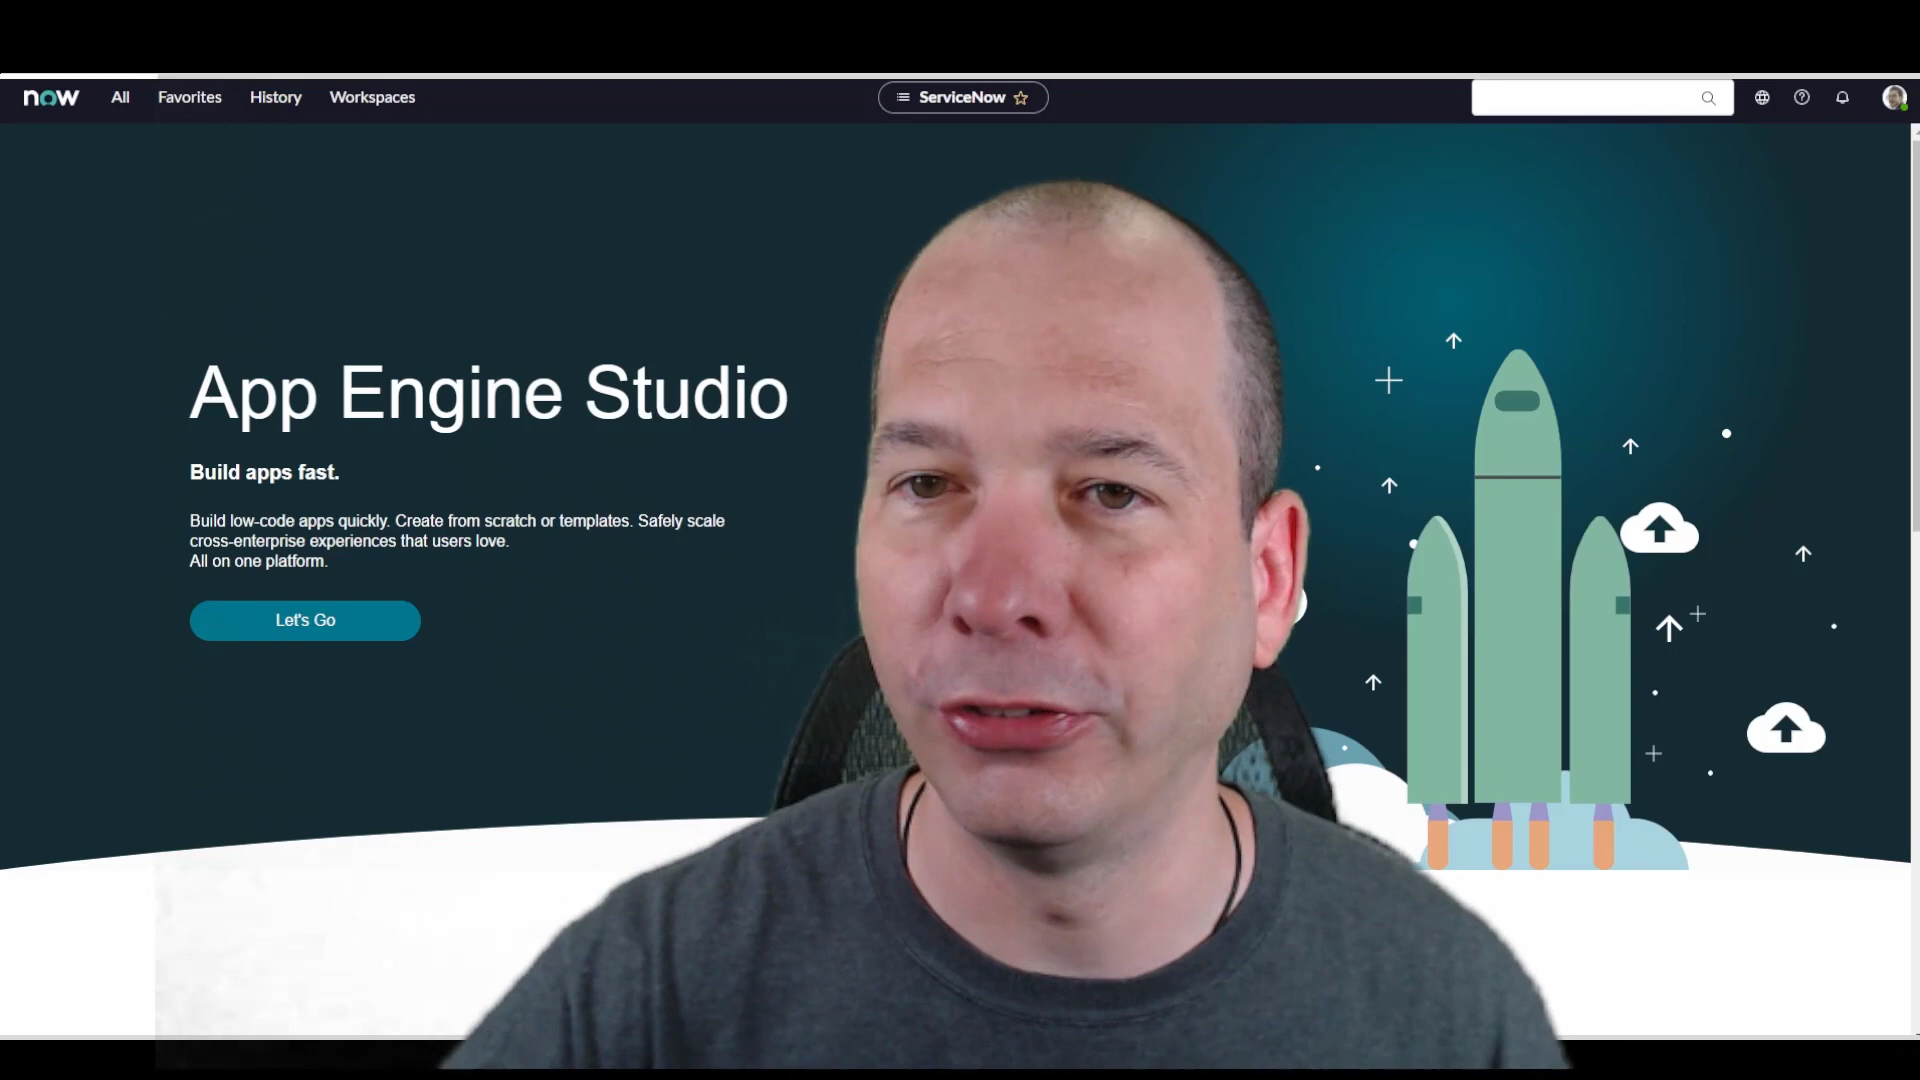 now All Favorites History Workspaces ServiceNow
App Engine Studio
Build apps fast.
Build low-code apps quickly. Create from scratch or templates. Safely scale
cross-enterprise experiences that users love.
All on one platform.
Let's Go